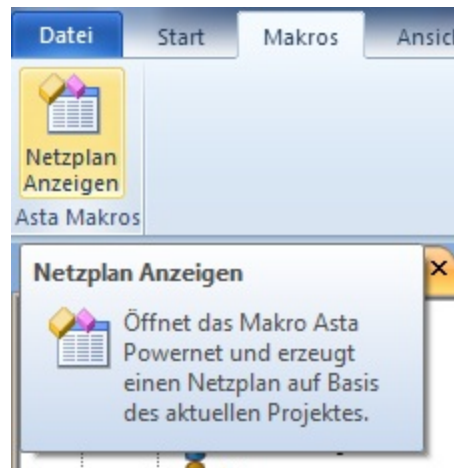 Datei Start Makros
Netzplan
Anzeigen
Asta Makros
Netzplan Anzeigen
Öffnet das Makro Asta
Powernet und erzeugt
einen Netzplan auf Basis
des aktuellen Projektes.